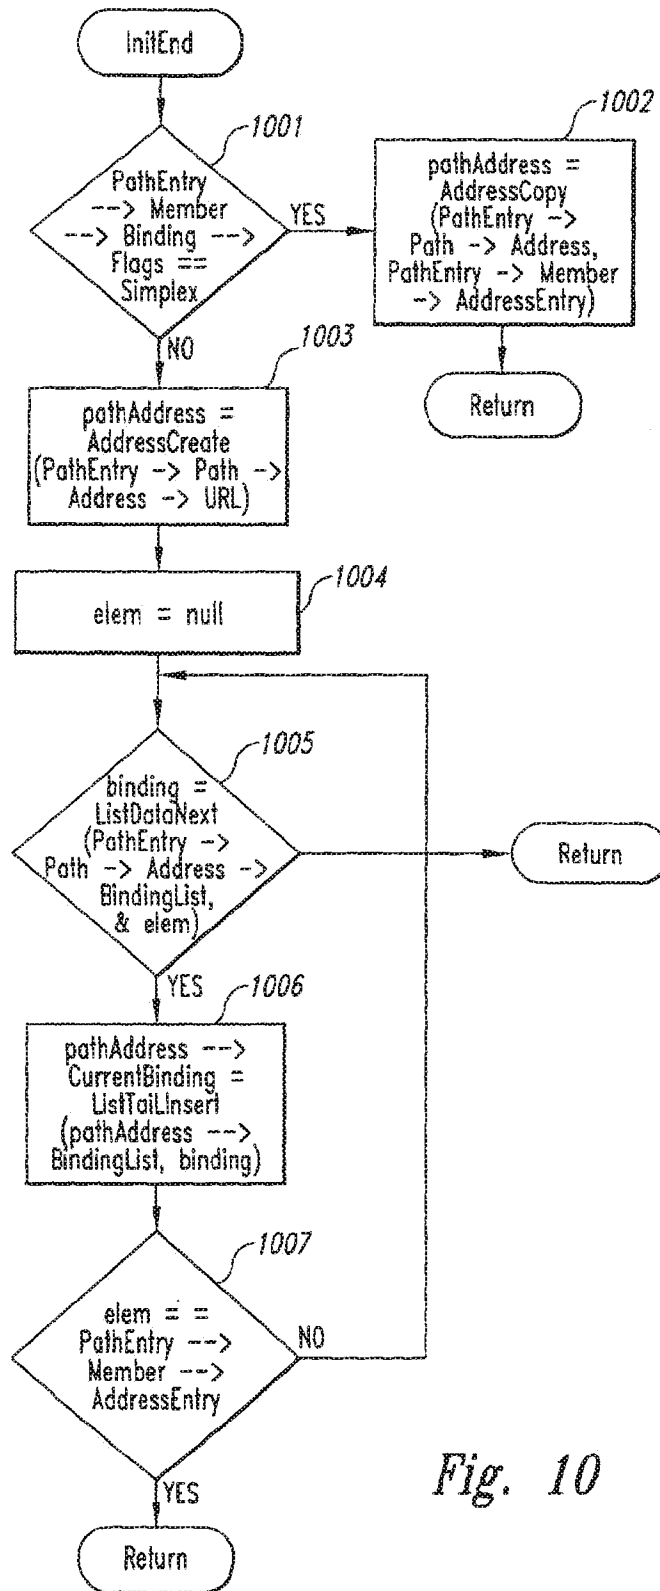 InitEnd
1001
PathEntry
--> Member
--> Binding -->
Flags ==
Simplex
YES
1002
pathAddress =
AddressCopy
(PathEntry ->
Path -> Address,
PathEntry -> Member
-> AddressEntry)
Return
NO
1003
pathAddress =
AddressCreate
(PathEntry -> Path ->
Address -> URL)
1004
elem = null
1005
binding =
ListDataNext
(PathEntry ->
Path -> Address ->
BindingList,
& elem)
Return
YES
1006
pathAddress -->
CurrentBinding =
ListTailInsert
(pathAddress -->
BindingList, binding)
1007
elem = =
PathEntry -->
Member -->
AddressEntry
NO
YES
Return
Fig. 10